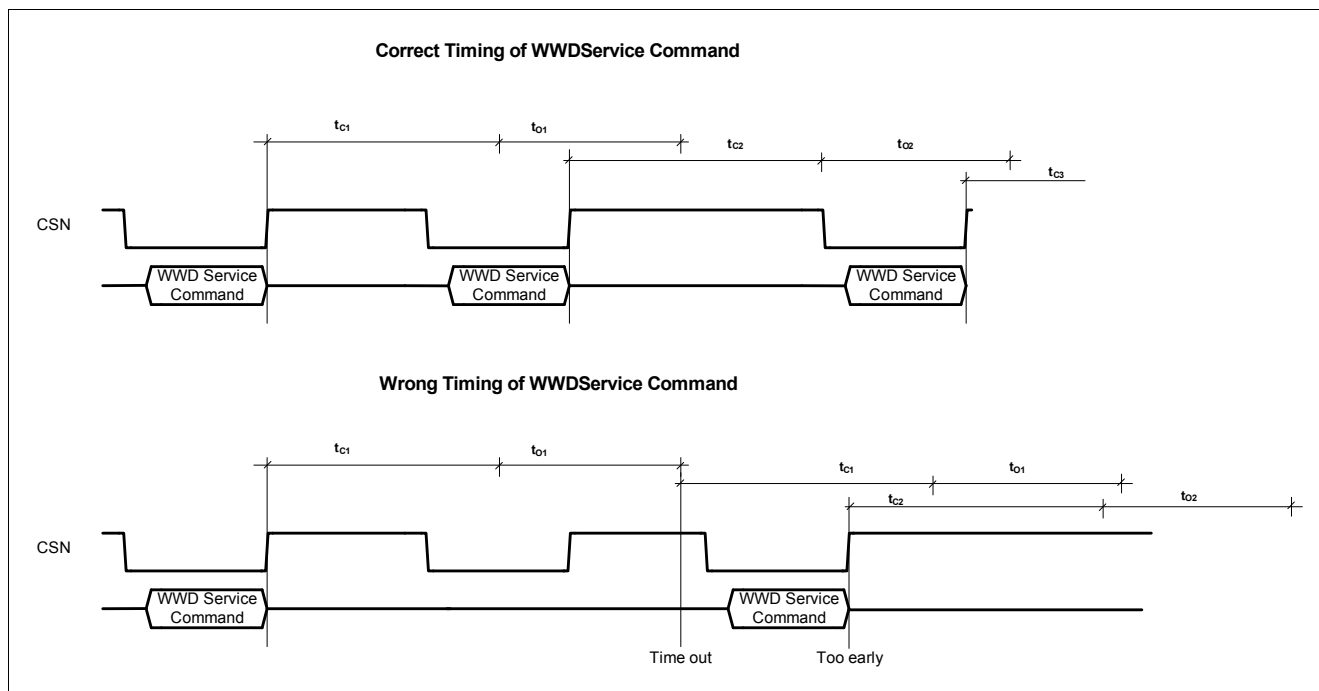 Correct Timing of WWDService Command
tC1
tO1
tC2
tO2
tC3
CSN
WWD Service
Command
WWD Service
Command
WWD Service
Command
Wrong Timing of WWDService Command
tC1
tO1
tC1
tO1
tC2
tO2
CSN
WWD Service
Command
WWD Service
Command
Time out
Too early